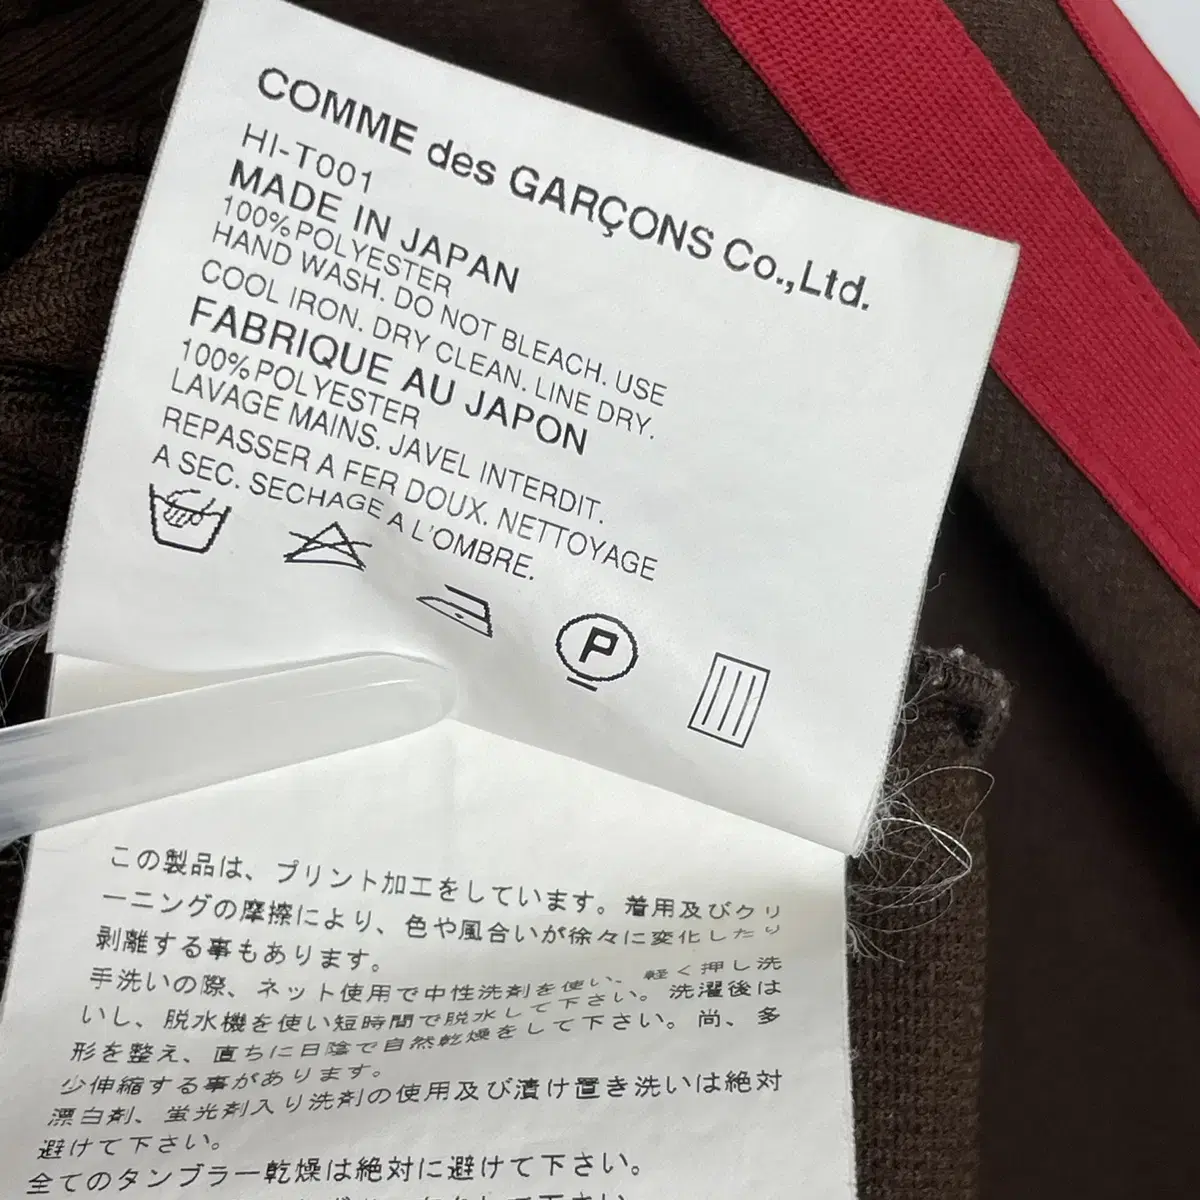 COMME des GARÇONS Co.,Ltd.
HI-T001
MADE IN JAPAN
100%POLYESTER
HAND WASH. DO NOT BLEACH. USE
COOL IRON. DRY CLEAN. LINE DRY.
FABRIQUE AU JAPON
100%POLYESTER
LAVAGE MAINS. JAVEL INTERDIT.
REPASSER A FER DOUX. NETTOYAGE
A SEC. SECHAGE A L'OMBRE.
P
この製品は、プリント加工をしています。着用及びクリ
ーニングの摩擦により、色や風合いが徐々に変化したり
剥離する事もあります。
手洗いの際、ネット使用で中性洗剤を使い、軽く押し洗
いし、脱水機を使い短時間で脱水して下さい。洗濯後は
形を整え、直ちに日陰で自然乾燥をして下さい。尚、多
少伸縮する事があります。
漂白剤、蛍光剤入り洗剤の使用及び漬け置き洗いは絶対
避けて下さい。
全てのタンブラー乾燥は絶対に避けて下さい。